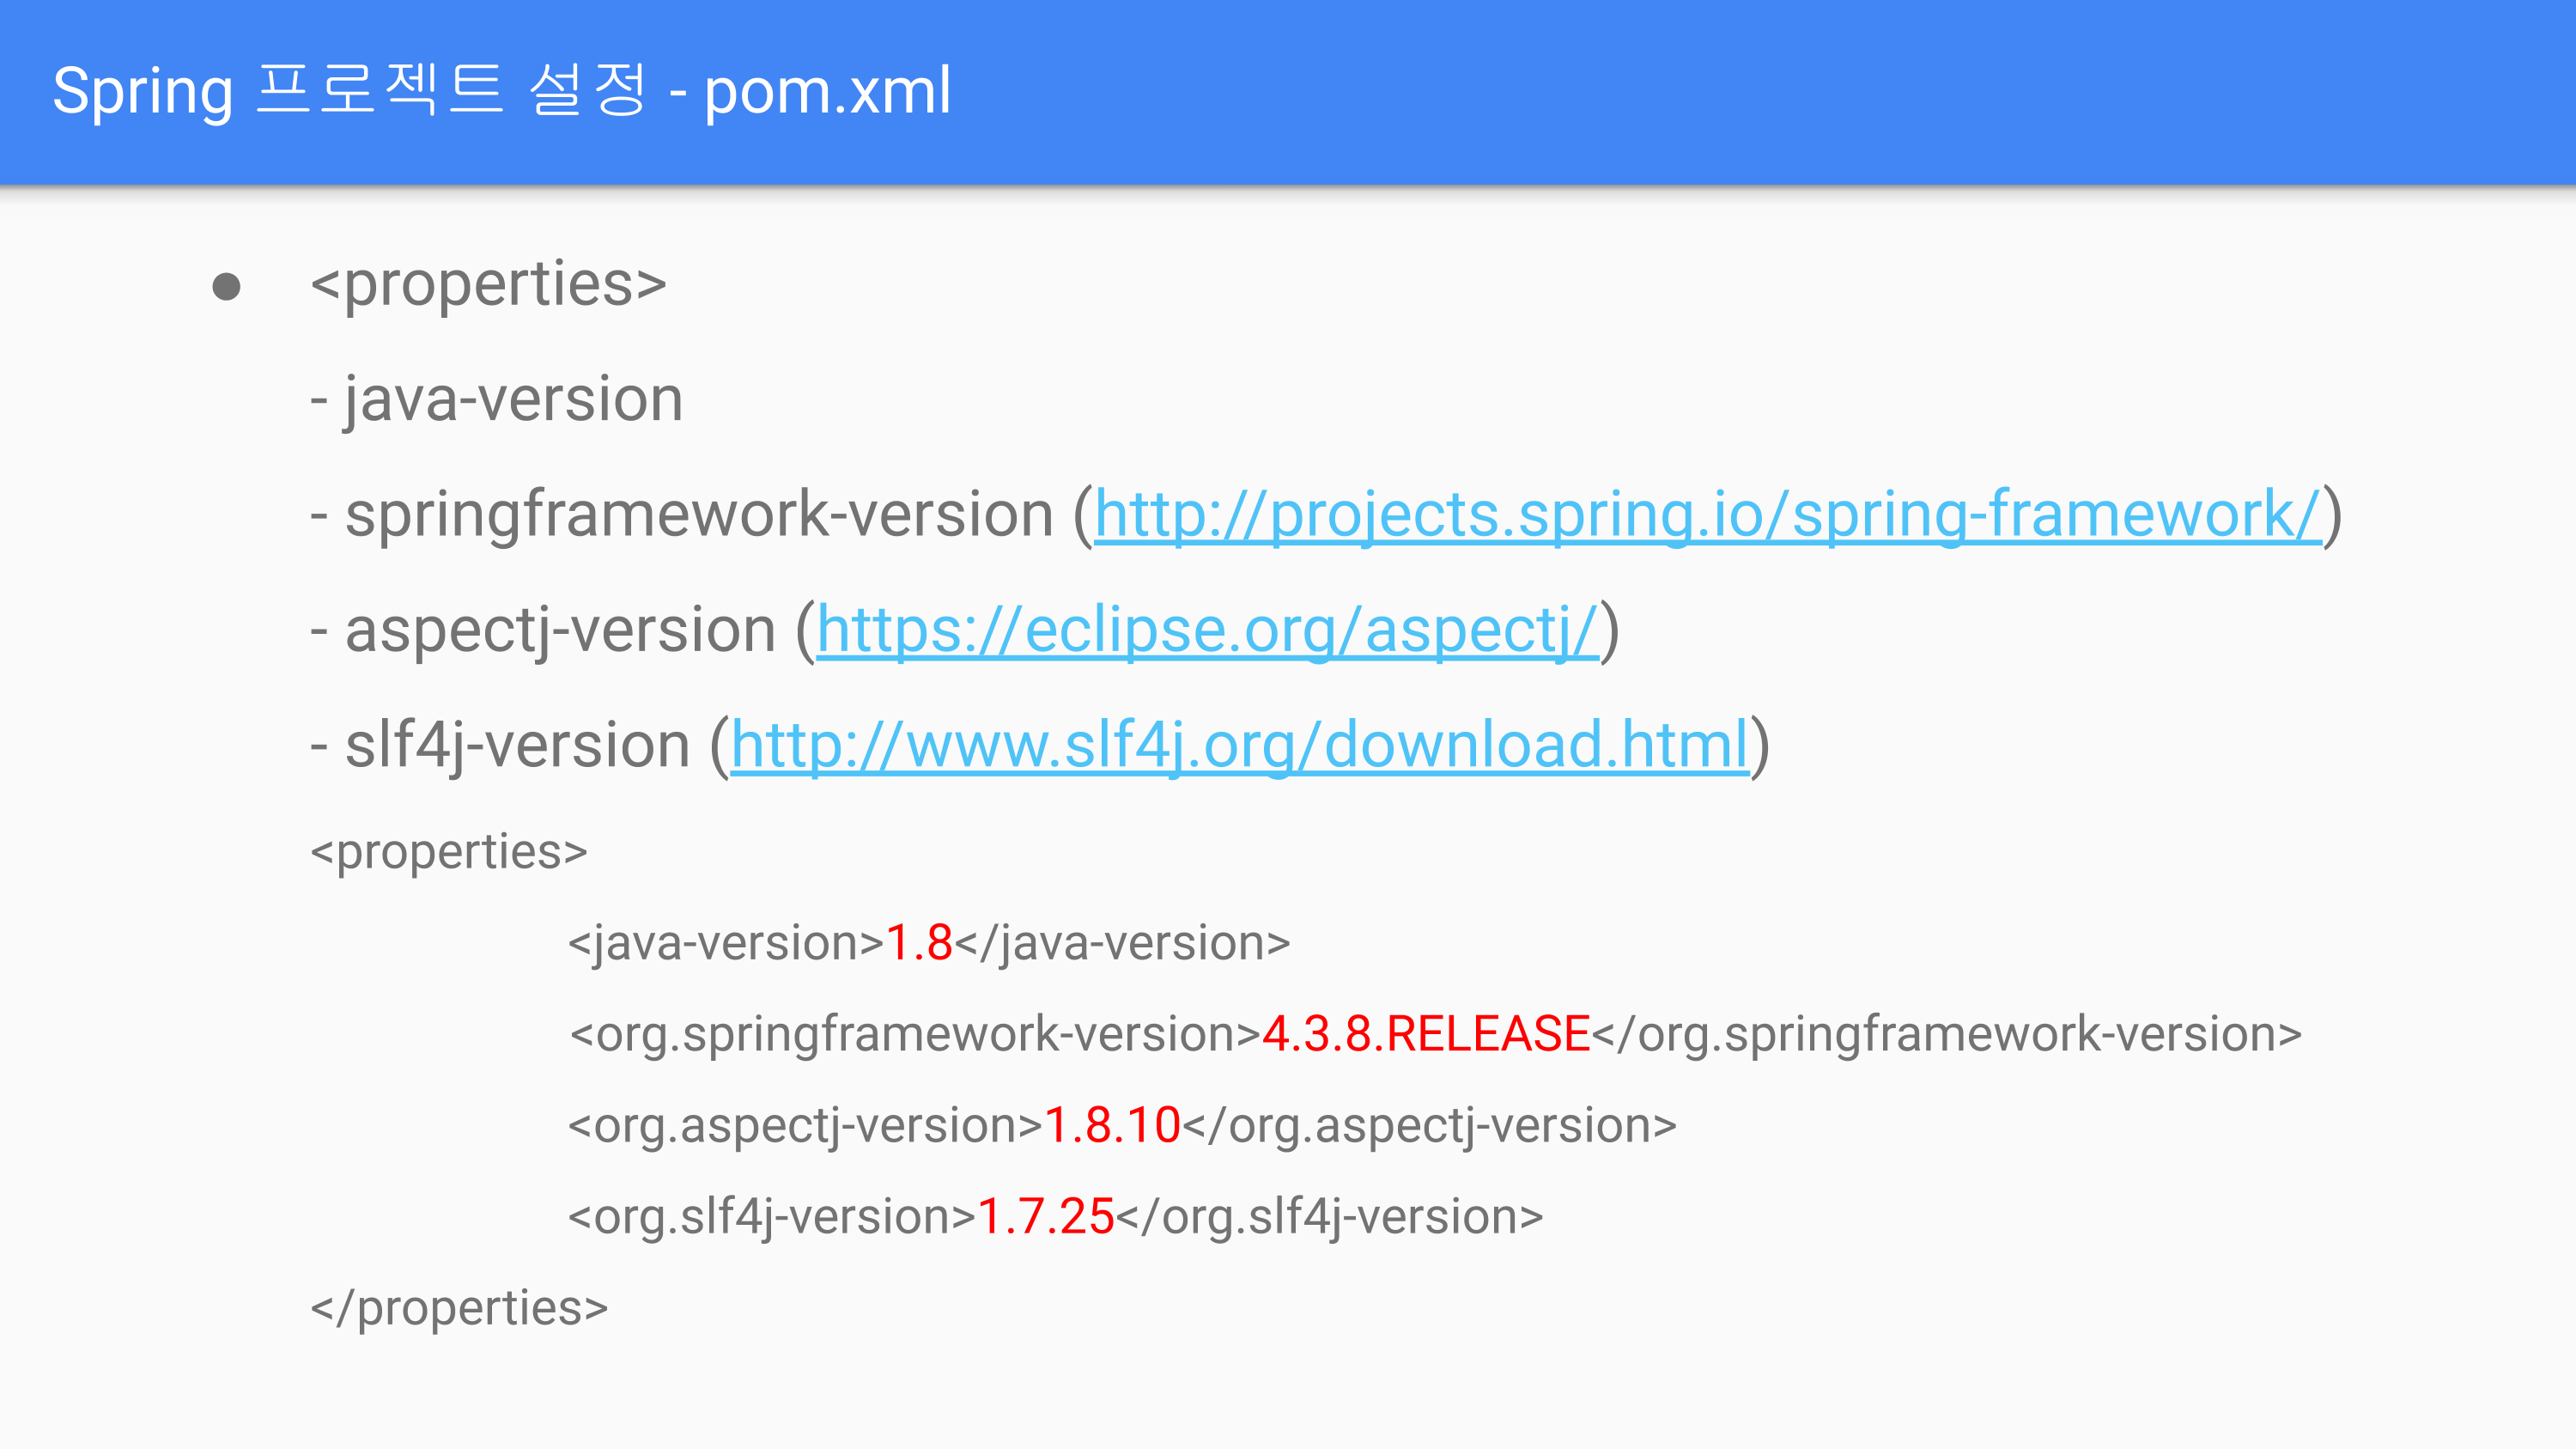 Spring 프로젝트 설정 - pom.xml
● <properties>
- java-version
- springframework-version (http://projects.spring.io/spring-framework/)
- aspectj-version (https://eclipse.org/aspectj/)
- slf4j-version (http://www.slf4j.org/download.html)
<properties>
<java-version>1.8</java-version>
<org.springframework-version>4.3.8.RELEASE</org.springframework-version>
<org.aspectj-version>1.8.10</org.aspectj-version>
<org.slf4j-version>1.7.25</org.slf4j-version>
</properties>